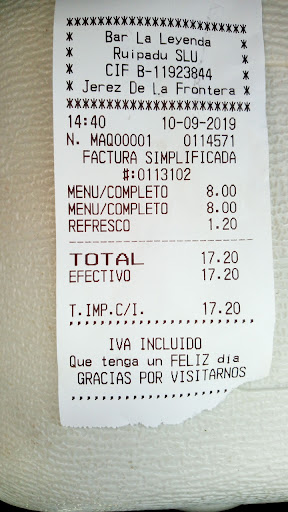 *********************
* Bar La Leyenda *
* Ruipadu SLU *
* CIF B-11923844 *
* Jerez De La Frontera *
*********************
14:40 10-09-2019
N. MAQ00001 0114571
FACTURA SIMPLIFICADA
#:0113102
MENU/COMPLETO 8.00
MENU/COMPLETO 8.00
REFRESCO 1.20
TOTAL 17.20
EFECTIVO 17.20
T.IMP.C/I. 17.20
IVA INCLUIDO
Que tenga un FELIZ dia
GRACIAS POR VISITARNOS